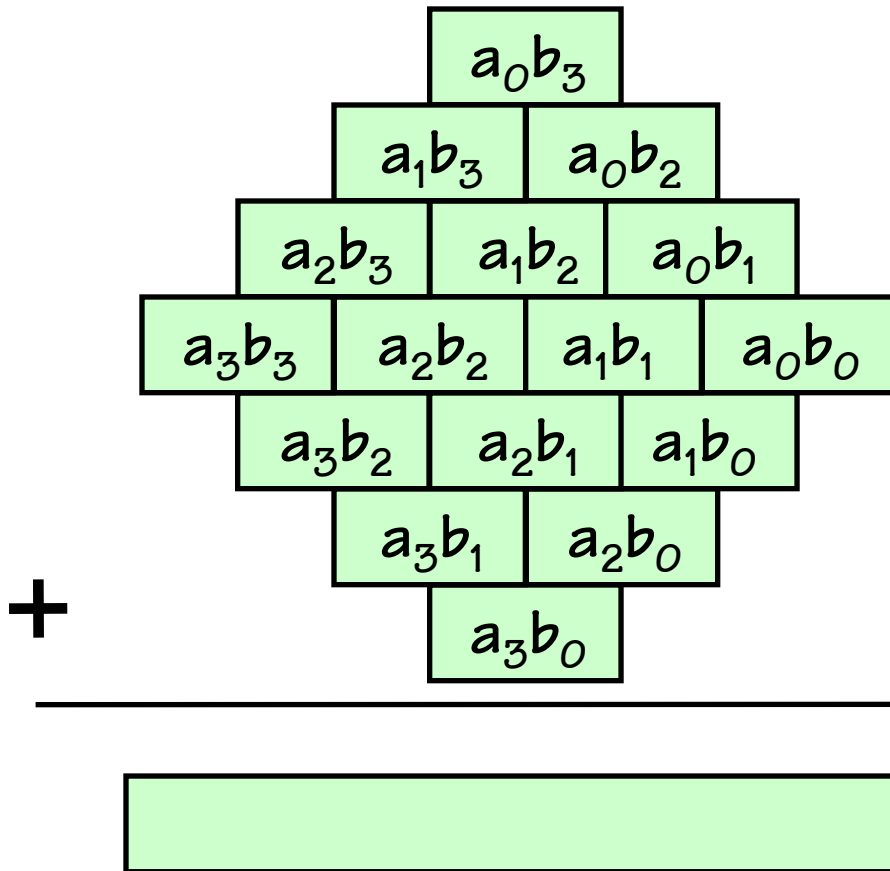 a₀b₃
a₁b₃ a₀b₂
a₂b₃ a₁b₂ a₀b₁
a₃b₃ a₂b₂ a₁b₁ a₀b₀
a₃b₂ a₂b₁ a₁b₀
a₃b₁ a₂b₀
+
a₃b₀